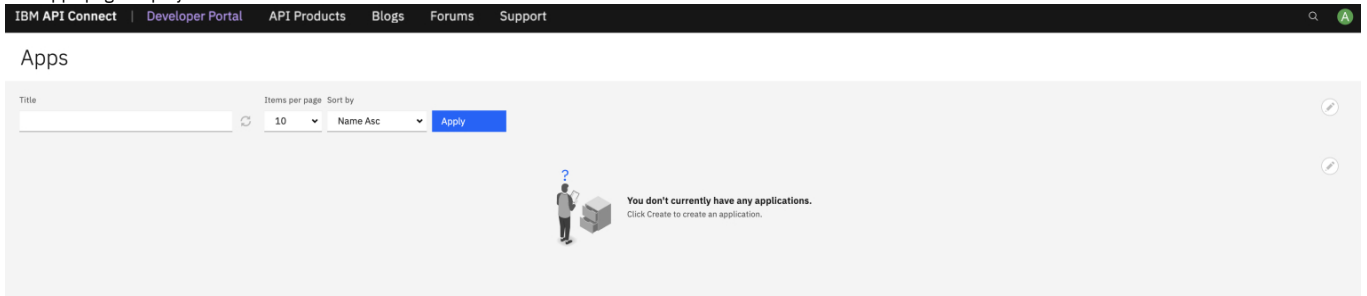 IBM API Connect | Developer Portal API Products Blogs Forums Support A
Apps
Title Items per page Sort by
10 Name Asc Apply
?
You don't currently have any applications.
Click Create to create an application.